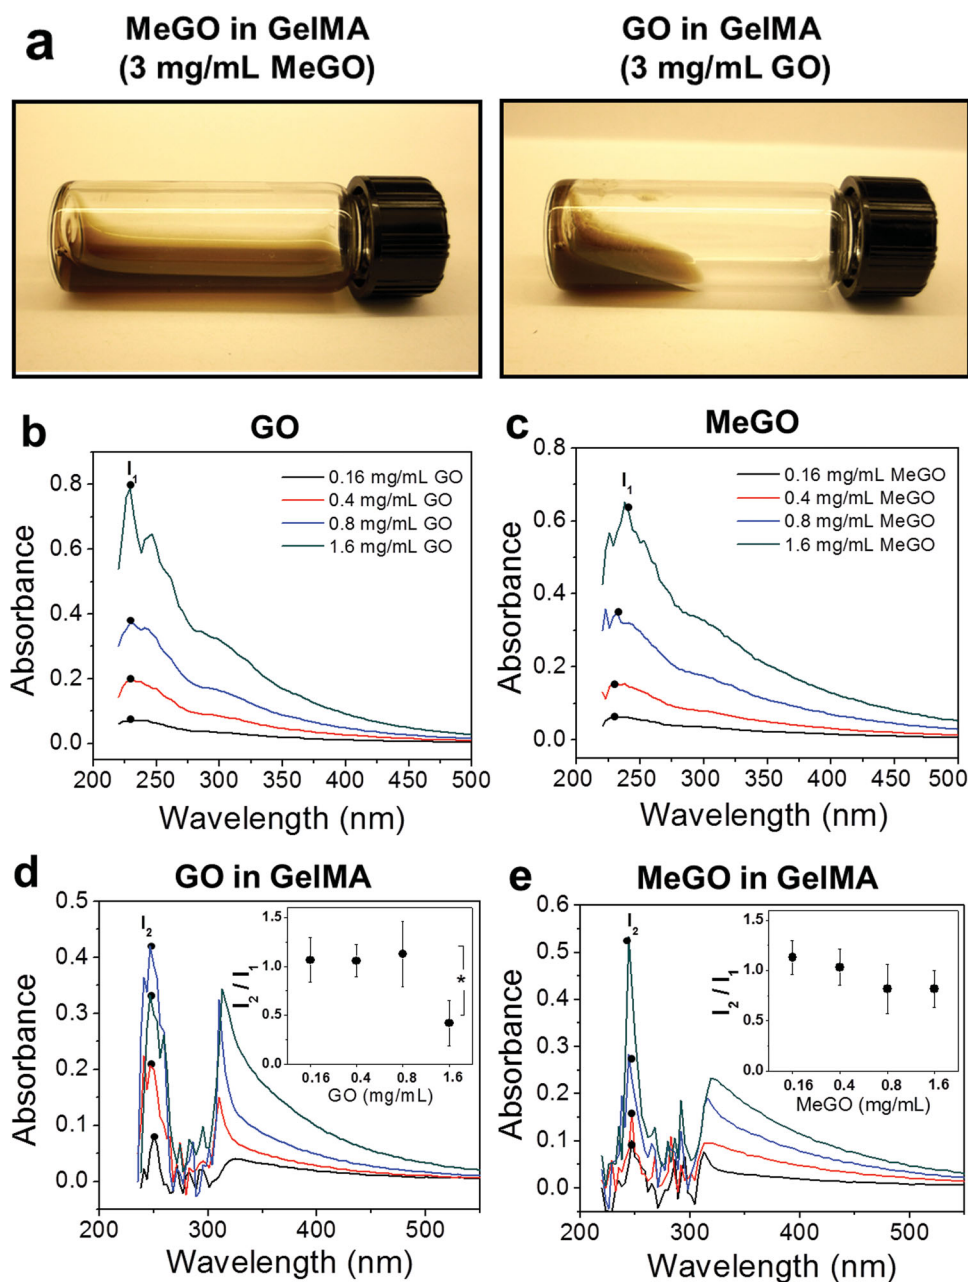 a
MeGO in GelMA
(3 mg/mL MeGO)
GO in GelMA
(3 mg/mL GO)
b
GO
I1
0.16 mg/mL GO
0.4 mg/mL GO
0.8 mg/mL GO
1.6 mg/mL GO
0.8
0.6
0.4
0.2
0.0
Absorbance
200 250 300 350 400 450 500
Wavelength (nm)
c
MeGO
I1
0.16 mg/mL MeGO
0.4 mg/mL MeGO
0.8 mg/mL MeGO
1.6 mg/mL MeGO
0.8
0.6
0.4
0.2
0.0
Absorbance
200 250 300 350 400 450 500
Wavelength (nm)
d
GO in GelMA
I2
0.5
0.4
0.3
0.2
0.1
0.0
Absorbance
200 250 300 350 400 450 500
Wavelength (nm)
1.5
1.0
0.5
0.0
I2 / I1
*
0.16 0.4 0.8 1.6
GO (mg/mL)
e
MeGO in GelMA
I2
0.6
0.5
0.4
0.3
0.2
0.1
0.0
Absorbance
200 300 400 500
Wavelength (nm)
1.5
1.0
0.5
0.0
I2 / I1
0.16 0.4 0.8 1.6
MeGO (mg/mL)